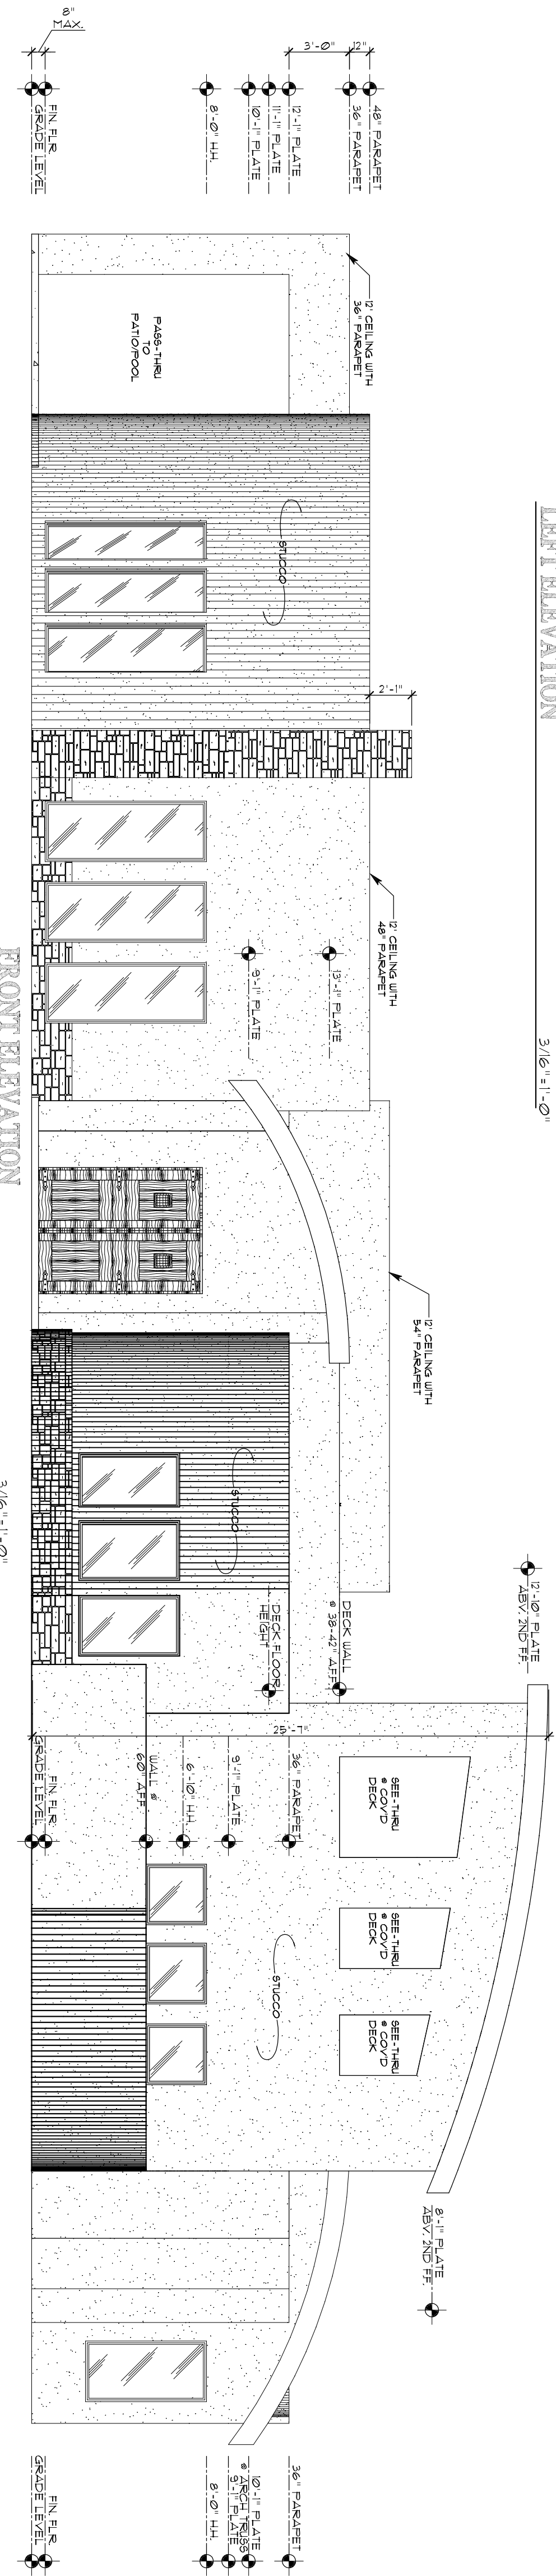 LEFT ELEVATION
3/16" = 1'-0"
8"
MAX.
3'-0"
12"
48" PARAPET
36" PARAPET
12'-1" PLATE
11'-1" PLATE
10'-1" PLATE
8'-0" H.H.
FIN. FLR.
GRADE LEVEL
12' CEILING WITH
36" PARAPET
PASS-THRU
TO
PATIO/POOL
STUCCO
2'-1"
12' CEILING WITH
48" PARAPET
13'-1" PLATE
9'-1" PLATE
12' CEILING WITH
54" PARAPET
STUCCO
12'-10" PLATE
ABV. 2ND F.F.
DECK WALL
@ 38-42" A.F.F.
DECK FLOOR
HEIGHT
25'-7"
SEE-THRU
@ COV'D
DECK
SEE-THRU
@ COV'D
DECK
SEE-THRU
@ COV'D
DECK
36" PARAPET
9'-1" PLATE
6'-10" H.H.
WALL @
60" A.F.F.
FIN. FLR.
GRADE LEVEL
STUCCO
8'-1" PLATE
ABV. 2ND F.F.
36" PARAPET
10'-1" PLATE
@ ARCH TRUSS
9'-1" PLATE
8'-0" H.H.
FIN. FLR.
GRADE LEVEL
FRONT ELEVATION
3/16" = 1'-0"